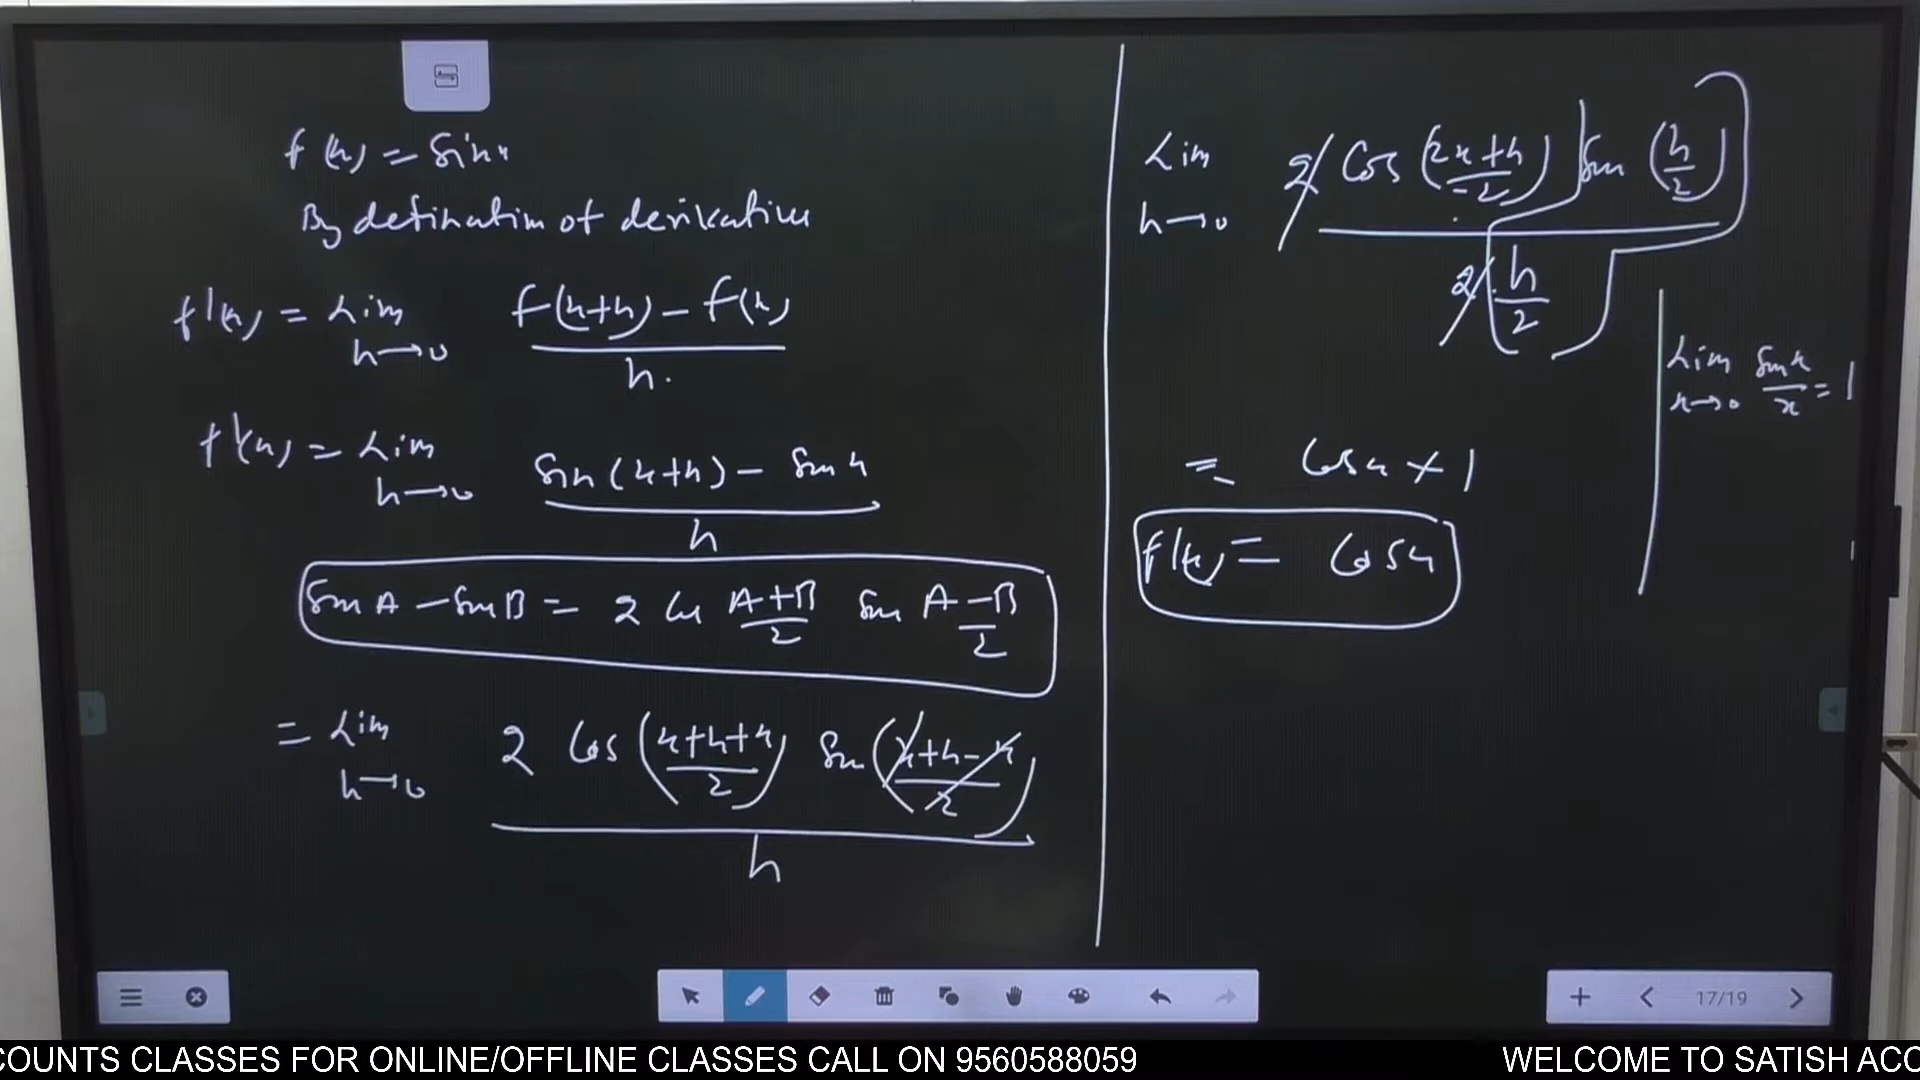 f(x) = Sinx
By defination of derivative
f'(x) = Lim h→0 f(x+h) - f(x) / h.
f'(x) = Lim h→0 Sin(x+h) - Sin x / h
Sin A - Sin B = 2 Cos A+B/2 Sin A-B/2
= Lim h→0 2 Cos (x+h+x/2) Sin (x+h-x/2) / h
Lim h→0 2 Cos (2x+h/2) Sin (h/2) / 2 . h/2
Lim x→0 Sin x/x = 1
= Cos x × 1
f'(x) = Cos x
17/19
COUNTS CLASSES FOR ONLINE/OFFLINE CLASSES CALL ON 9560588059
WELCOME TO SATISH ACC